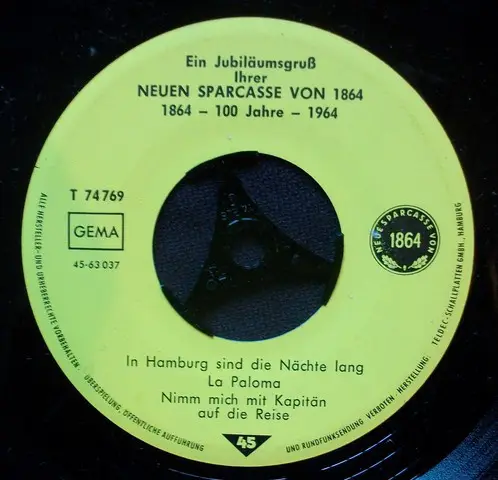 Ein Jubiläumsgruß
Ihrer
NEUEN SPARCASSE VON 1864
1864 – 100 Jahre – 1964
T 74 769
GEMA
45-63 037
NEUE SPARCASSE VON
1864
In Hamburg sind die Nächte lang
La Paloma
Nimm mich mit Kapitän
auf die Reise
45
ALLE HERSTELLER- UND URHEBERRECHTE VORBEHALTEN. ÜBERSPIELUNG, ÖFFENTLICHE AUFFÜHRUNG
UND RUNDFUNKSENDUNG VERBOTEN. HERSTELLUNG: TELDEC-SCHALLPLATTEN GMBH., HAMBURG